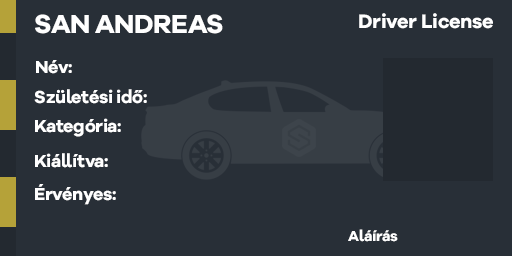 SAN ANDREAS
Driver License
Név:
Születési idő:
Kategória:
Kiállítva:
Érvényes:
Aláírás